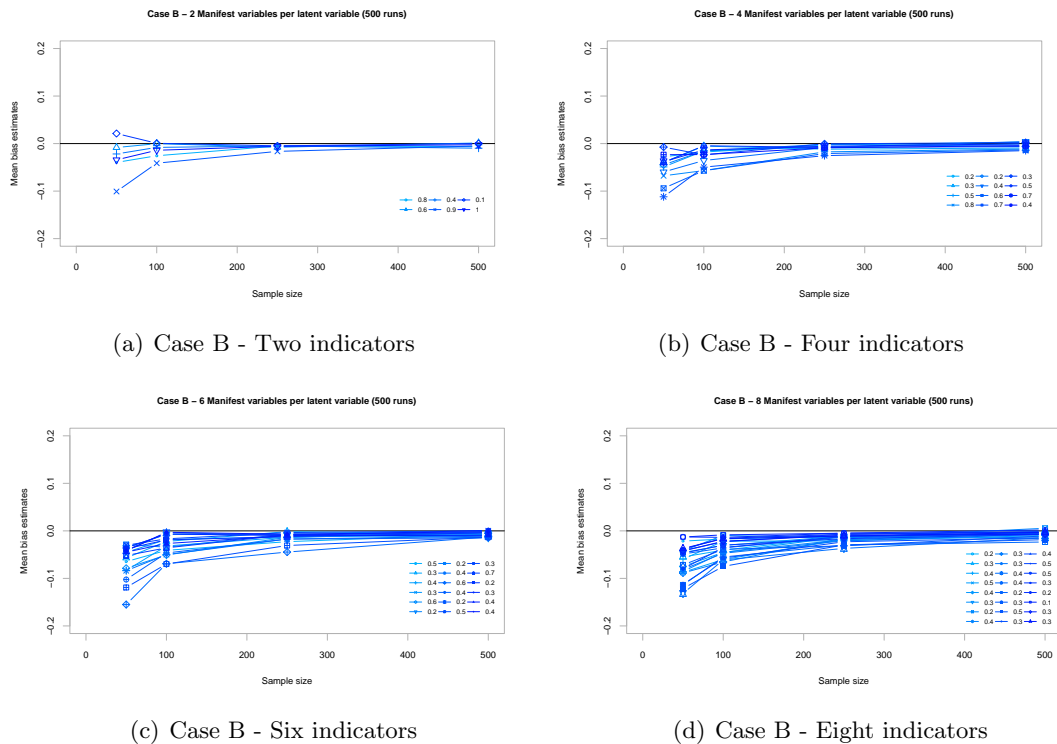 Case B − 2 Manifest variables per latent variable (500 runs)
Mean bias estimates
0.2
0.1
0.0
−0.1
−0.2
0 100 200 300 400 500
Sample size
0.8 0.4 0.1
0.6 0.9 1
(a) Case B - Two indicators
Case B − 4 Manifest variables per latent variable (500 runs)
Mean bias estimates
0.2
0.1
0.0
−0.1
−0.2
0 100 200 300 400 500
Sample size
0.2 0.2 0.3
0.3 0.4 0.5
0.5 0.6 0.7
0.8 0.7 0.4
(b) Case B - Four indicators
Case B − 6 Manifest variables per latent variable (500 runs)
Mean bias estimates
0.2
0.1
0.0
−0.1
−0.2
0 100 200 300 400 500
Sample size
0.5 0.2 0.3
0.3 0.4 0.7
0.4 0.6 0.2
0.3 0.4 0.3
0.6 0.2 0.4
0.2 0.5 0.4
(c) Case B - Six indicators
Case B − 8 Manifest variables per latent variable (500 runs)
Mean bias estimates
0.2
0.1
0.0
−0.1
−0.2
0 100 200 300 400 500
Sample size
0.2 0.3 0.4
0.3 0.3 0.5
0.4 0.4 0.5
0.5 0.4 0.3
0.4 0.2 0.2
0.3 0.3 0.1
0.2 0.5 0.3
0.4 0.3 0.3
(d) Case B - Eight indicators